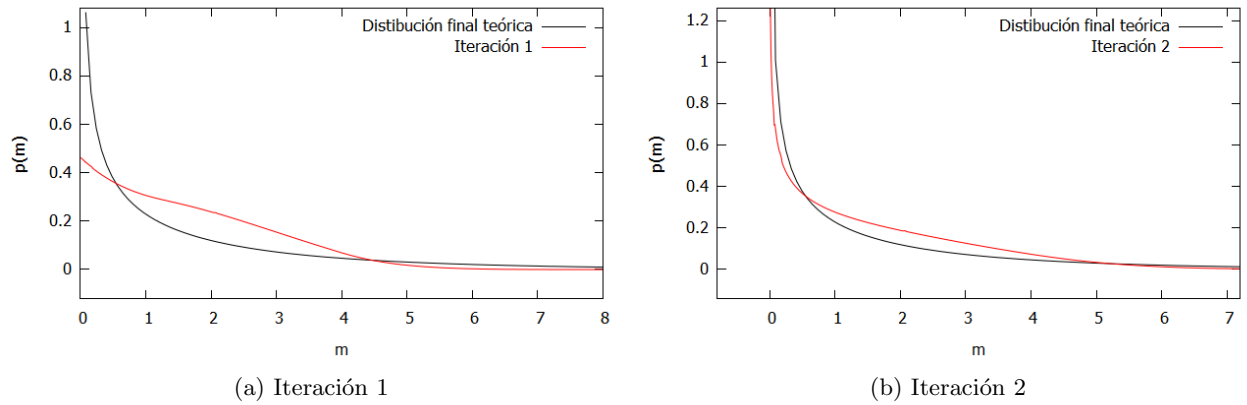 Distibución final teórica
Iteración 1
1
0.8
0.6
0.4
0.2
0
p(m)
0 1 2 3 4 5 6 7 8
m
(a) Iteración 1
Distibución final teórica
Iteración 2
1.2
1
0.8
0.6
0.4
0.2
0
p(m)
0 1 2 3 4 5 6 7
m
(b) Iteración 2